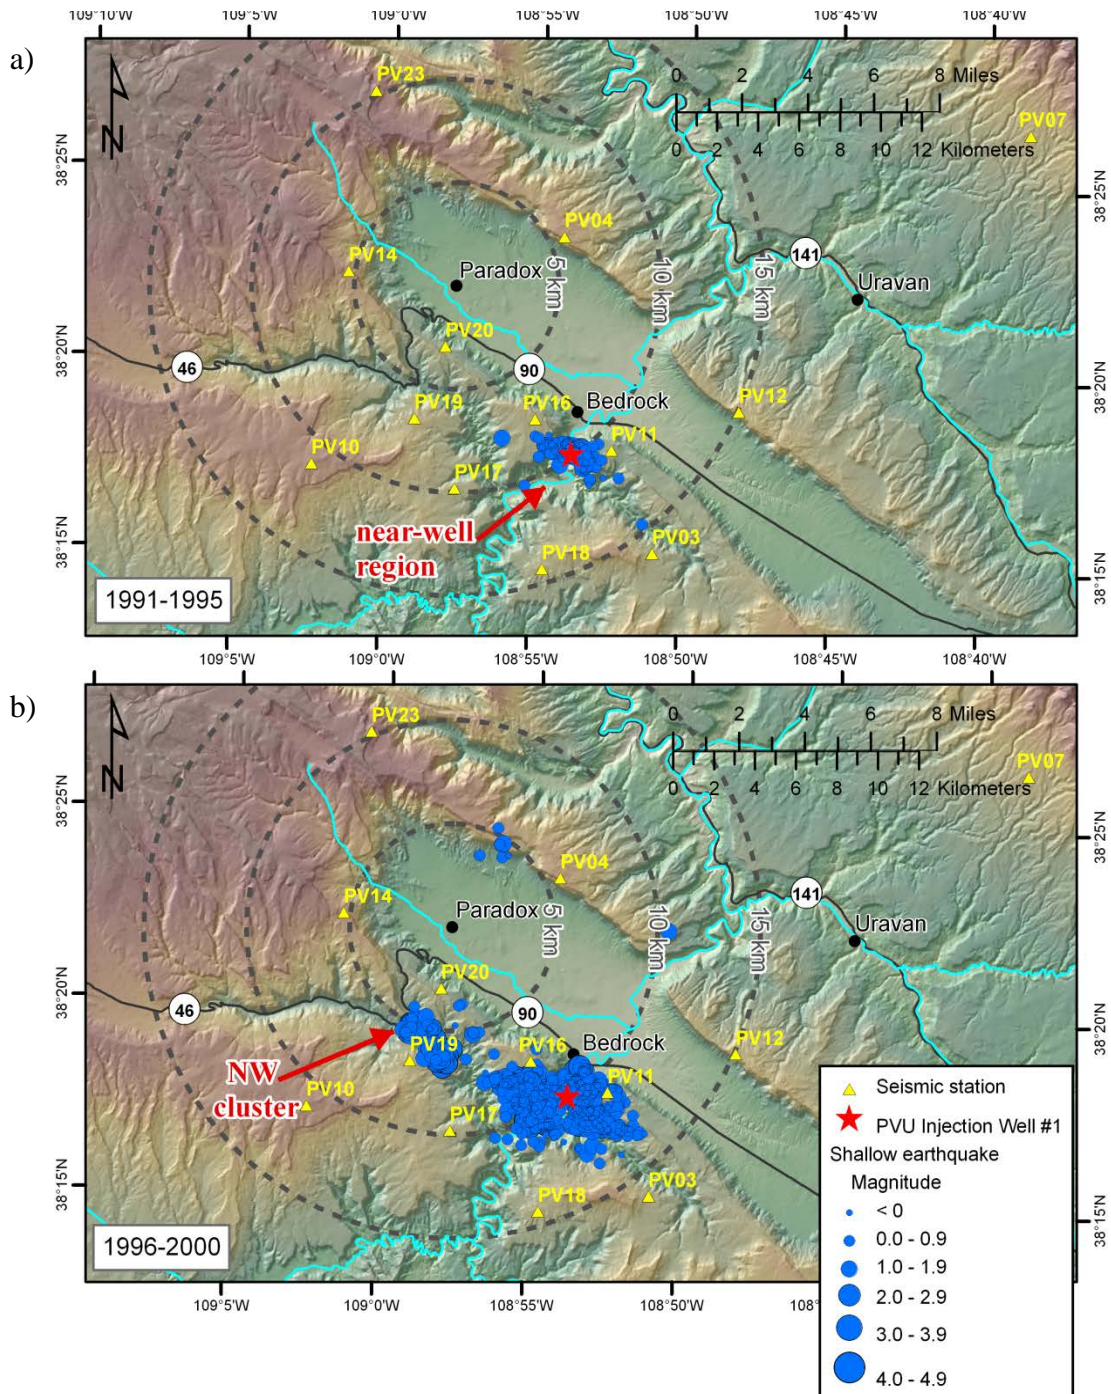 109°10'W 109°5'W 109°0'W 108°55'W 108°50'W 108°45'W 108°40'W
a)
PV23
0 2 4 6 8 Miles
PV07
0 2 4 6 8 10 12 Kilometers
N
38°25'N
38°25'N
PV04
141
PV14
Paradox
5 km
10 km
15 km
Uravan
PV20
38°20'N
46
90
38°20'N
PV19
PV16
Bedrock
PV12
PV10
PV11
PV17
near-well
region
38°15'N
PV18
PV03
38°15'N
1991-1995
109°5'W 109°0'W 108°55'W 108°50'W 108°45'W 108°40'W
b)
PV23
0 2 4 6 8 Miles
PV07
0 2 4 6 8 10 12 Kilometers
N
38°25'N
38°25'N
PV04
141
PV14
Paradox
5 km
10 km
15 km
Uravan
PV20
38°20'N
46
90
38°20'N
PV19
PV16
Bedrock
PV12
NW
cluster
PV10
PV11
PV17
Seismic station
PVU Injection Well #1
Shallow earthquake
Magnitude
< 0
0.0 - 0.9
1.0 - 1.9
2.0 - 2.9
3.0 - 3.9
4.0 - 4.9
38°15'N
PV18
PV03
38°15'N
1996-2000
109°5'W 109°0'W 108°55'W 108°50'W